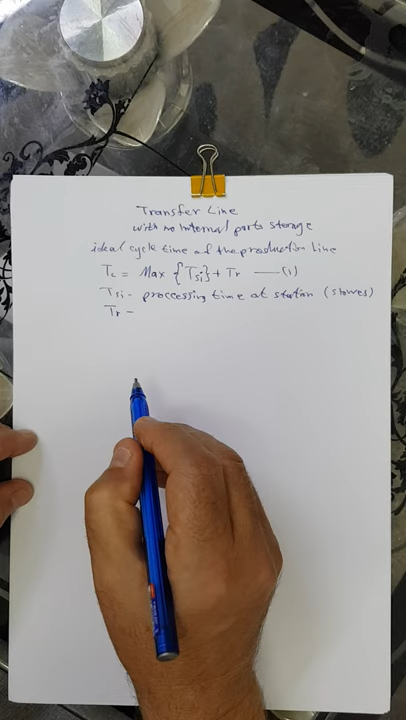 Transfer Line
with no Internal parts storage
ideal cycle time of the production Line
Tc = Max {Tsi} + Tr —— (1)
Tsi - proccessing time at station (slowes)
Tr -